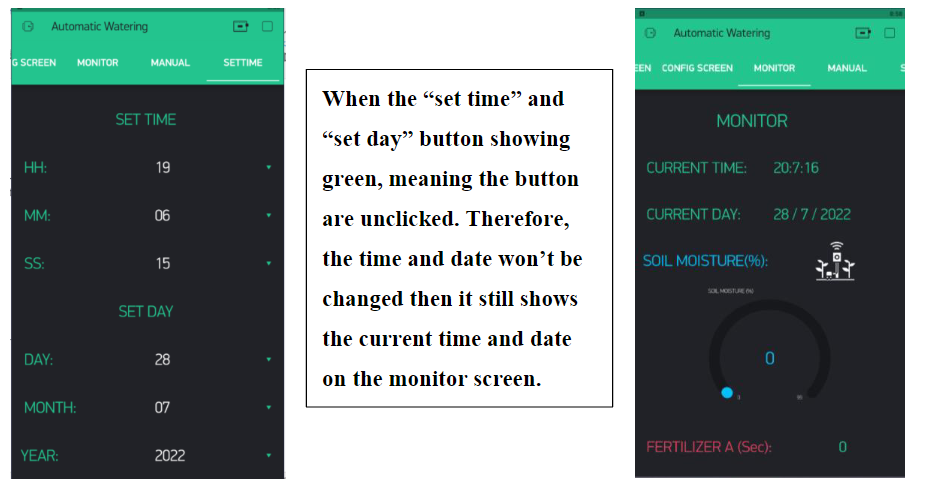 Automatic Watering
G SCREEN MONITOR MANUAL SETTIME
SET TIME
HH: 19
MM: 06
SS: 15
SET DAY
DAY: 28
MONTH: 07
YEAR: 2022
When the “set time” and
“set day” button showing
green, meaning the button
are unclicked. Therefore,
the time and date won’t be
changed then it still shows
the current time and date
on the monitor screen.
Automatic Watering
EEN CONFIG SCREEN MONITOR MANUAL S
MONITOR
CURRENT TIME: 20:7:16
CURRENT DAY: 28 / 7 / 2022
SOIL MOISTURE(%):
SOIL MOISTURE (%)
0
FERTILIZER A (Sec): 0